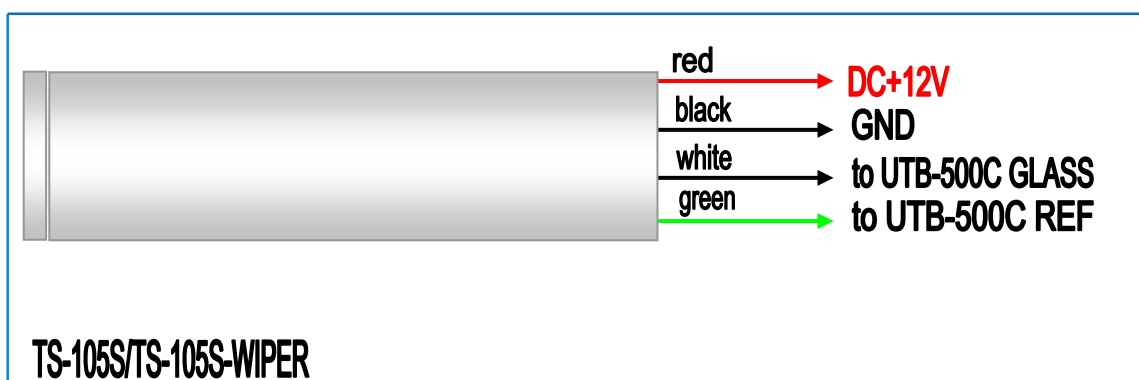 red
DC+12V
black
GND
white
to UTB-500C GLASS
green
to UTB-500C REF
TS-105S/TS-105S-WIPER